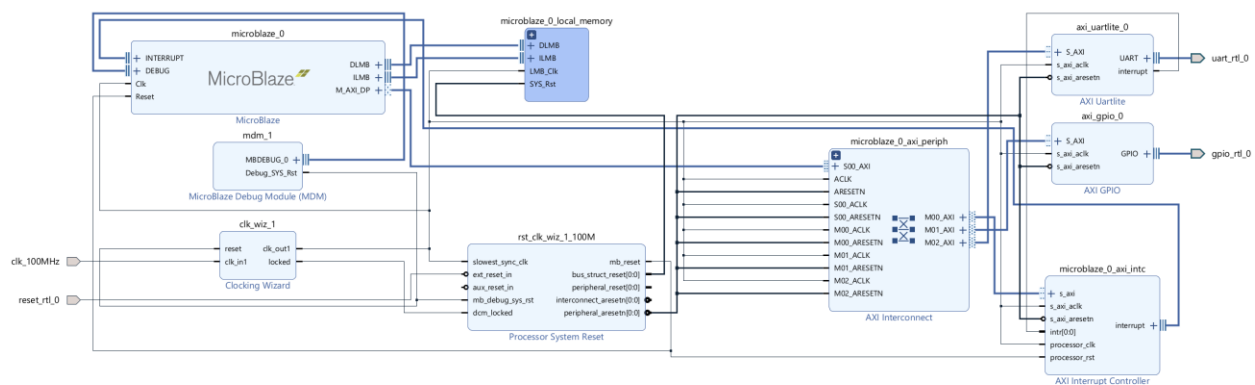 microblaze_0
INTERRUPT
DEBUG
Clk
Reset
MicroBlaze
DLMB
ILMB
M_AXI_DP
MicroBlaze
microblaze_0_local_memory
DLMB
ILMB
LMB_Clk
SYS_Rst
mdm_1
MBDEBUG_0
Debug_SYS_Rst
MicroBlaze Debug Module (MDM)
clk_wiz_1
reset
clk_in1
clk_out1
locked
Clocking Wizard
clk_100MHz
reset_rtl_0
rst_clk_wiz_1_100M
slowest_sync_clk
ext_reset_in
aux_reset_in
mb_debug_sys_rst
dcm_locked
mb_reset
bus_struct_reset[0:0]
peripheral_reset[0:0]
interconnect_aresetn[0:0]
peripheral_aresetn[0:0]
Processor System Reset
microblaze_0_axi_periph
S00_AXI
ACLK
ARESETN
S00_ACLK
S00_ARESETN
M00_ACLK
M00_ARESETN
M01_ACLK
M01_ARESETN
M02_ACLK
M02_ARESETN
M00_AXI
M01_AXI
M02_AXI
AXI Interconnect
axi_uartlite_0
S_AXI
s_axi_aclk
s_axi_aresetn
UART
interrupt
AXI Uartlite
uart_rtl_0
axi_gpio_0
S_AXI
s_axi_aclk
s_axi_aresetn
GPIO
AXI GPIO
gpio_rtl_0
microblaze_0_axi_intc
s_axi
s_axi_aclk
s_axi_aresetn
intr[0:0]
processor_clk
processor_rst
interrupt
AXI Interrupt Controller